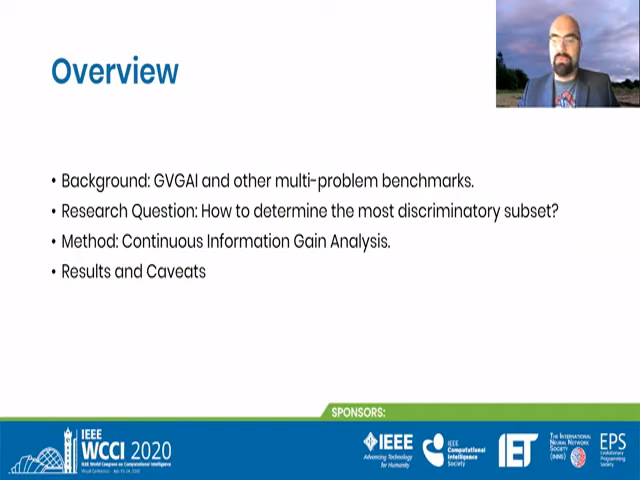 Overview
• Background: GVGAI and other multi-problem benchmarks.
• Research Question: How to determine the most discriminatory subset?
• Method: Continuous Information Gain Analysis.
• Results and Caveats
SPONSORS:
IEEE
WCCI 2020
IEEE World Congress on Computational Intelligence
IEEE
Advancing Technology
for Humanity
IEEE
Computational
Intelligence
Society
IET
THE INTERNATIONAL
NEURAL NETWORK
SOCIETY
(INNS)
EPS
Evolutionary
Programming
Society